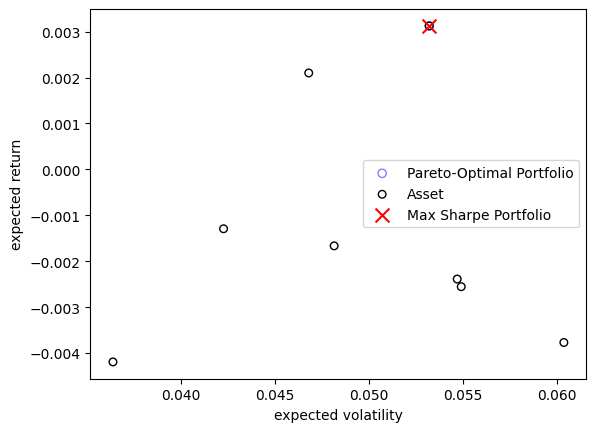 0.003
0.002
0.001
0.000
−0.001
−0.002
−0.003
−0.004
expected return
Pareto-Optimal Portfolio
Asset
Max Sharpe Portfolio
0.040 0.045 0.050 0.055 0.060
expected volatility